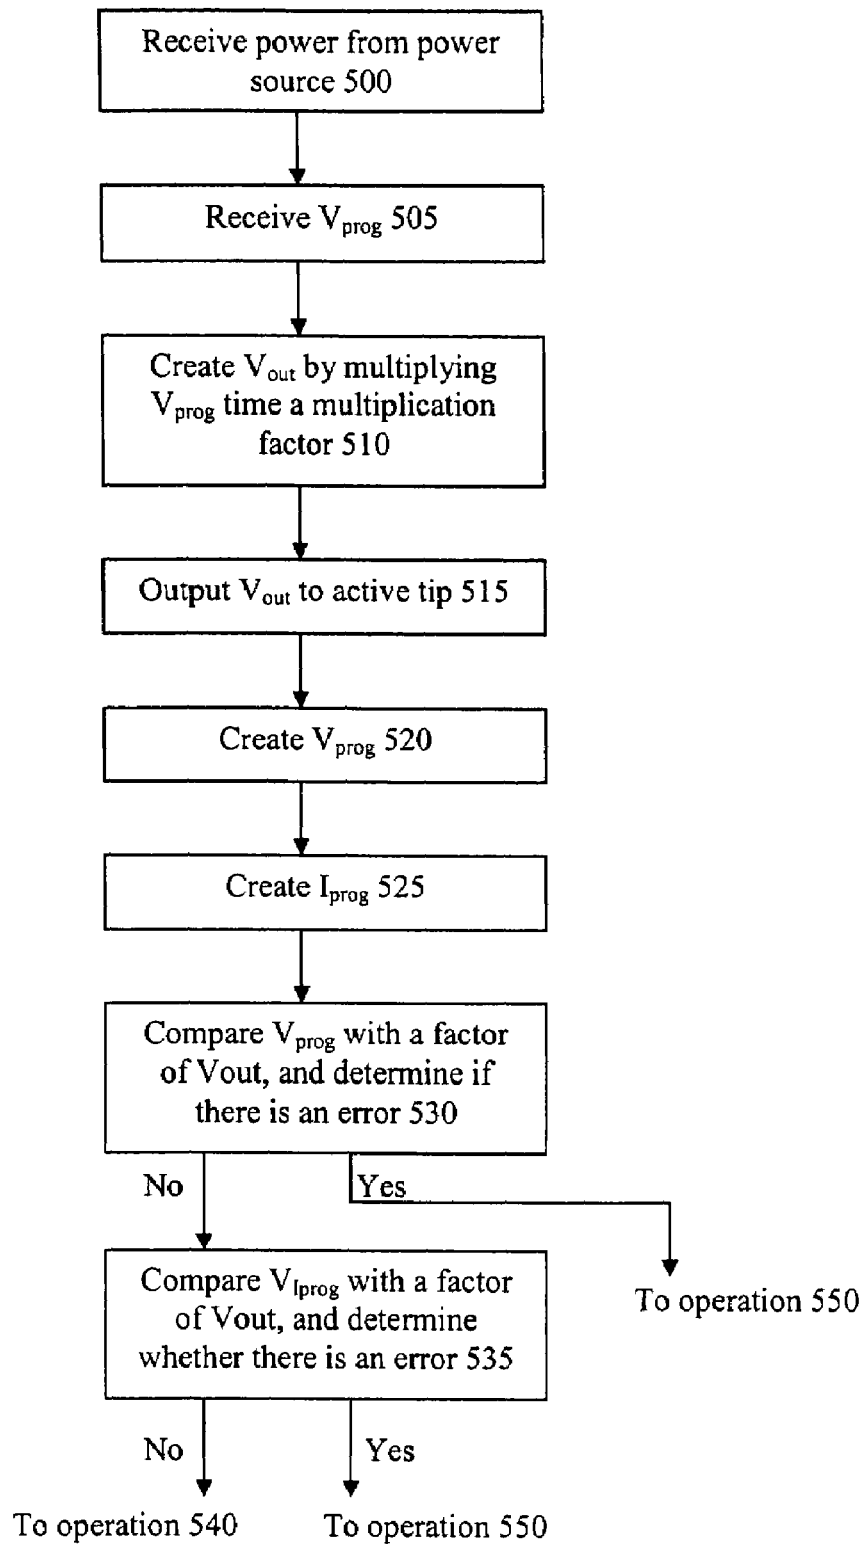 Receive power from power
source 500
Receive Vprog 505
Create Vout by multiplying
Vprog time a multiplication
factor 510
Output Vout to active tip 515
Create Vprog 520
Create Iprog 525
Compare Vprog with a factor
of Vout, and determine if
there is an error 530
No
Yes
To operation 550
Compare VIprog with a factor
of Vout, and determine
whether there is an error 535
No
Yes
To operation 540
To operation 550